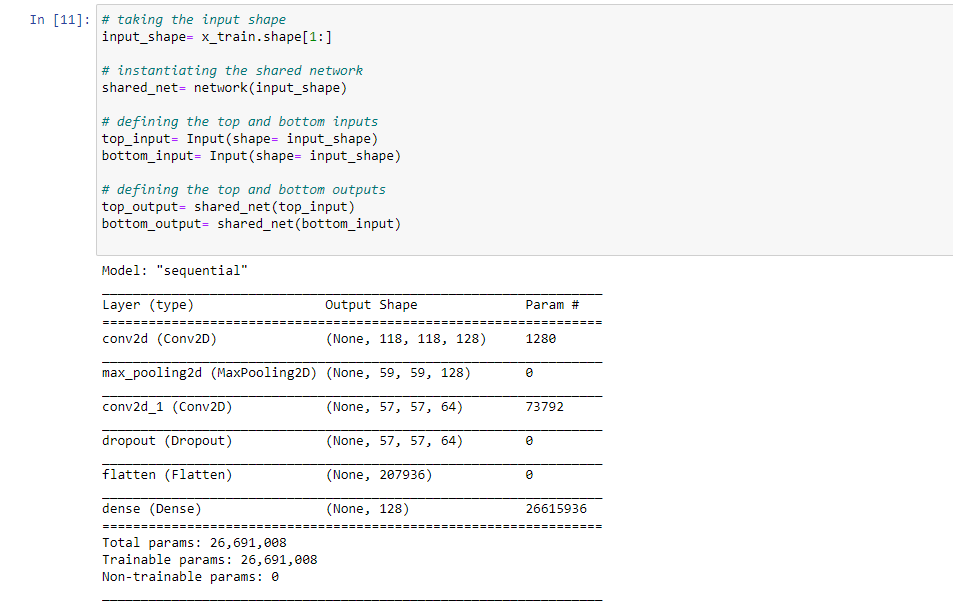 In [11]: # taking the input shape
input_shape= x_train.shape[1:]
# instantiating the shared network
shared_net= network(input_shape)
# defining the top and bottom inputs
top_input= Input(shape= input_shape)
bottom_input= Input(shape= input_shape)
# defining the top and bottom outputs
top_output= shared_net(top_input)
bottom_output= shared_net(bottom_input)
Model: "sequential"
_________________________________________________________________
Layer (type)                 Output Shape              Param #
=================================================================
conv2d (Conv2D)              (None, 118, 118, 128)     1280
_________________________________________________________________
max_pooling2d (MaxPooling2D) (None, 59, 59, 128)       0
_________________________________________________________________
conv2d_1 (Conv2D)            (None, 57, 57, 64)        73792
_________________________________________________________________
dropout (Dropout)            (None, 57, 57, 64)        0
_________________________________________________________________
flatten (Flatten)            (None, 207936)            0
_________________________________________________________________
dense (Dense)                (None, 128)               26615936
=================================================================
Total params: 26,691,008
Trainable params: 26,691,008
Non-trainable params: 0
_________________________________________________________________